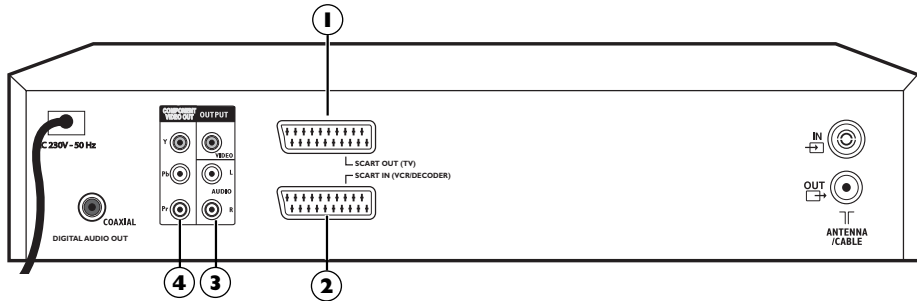 1
COMPONENT VIDEO OUT
OUTPUT
C 230V~50 Hz
Y
VIDEO
IN
Pb
L
AUDIO
SCART OUT (TV)
SCART IN (VCR/DECODER)
OUT
Pr
R
COAXIAL
DIGITAL AUDIO OUT
ANTENNA
/CABLE
4
3
2